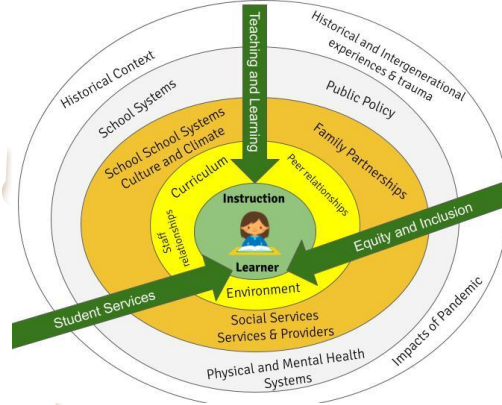 Historical Context
Historical and Intergenerational
experiences & trauma
School Systems
Public Policy
School School Systems
Culture and Climate
Family Partnerships
Teaching and Learning
Curriculum
Peer relationships
Staff
relationships
Instruction
Learner
Environment
Equity and Inclusion
Student Services
Social Services
Services & Providers
Physical and Mental Health
Systems
Impacts of Pandemic